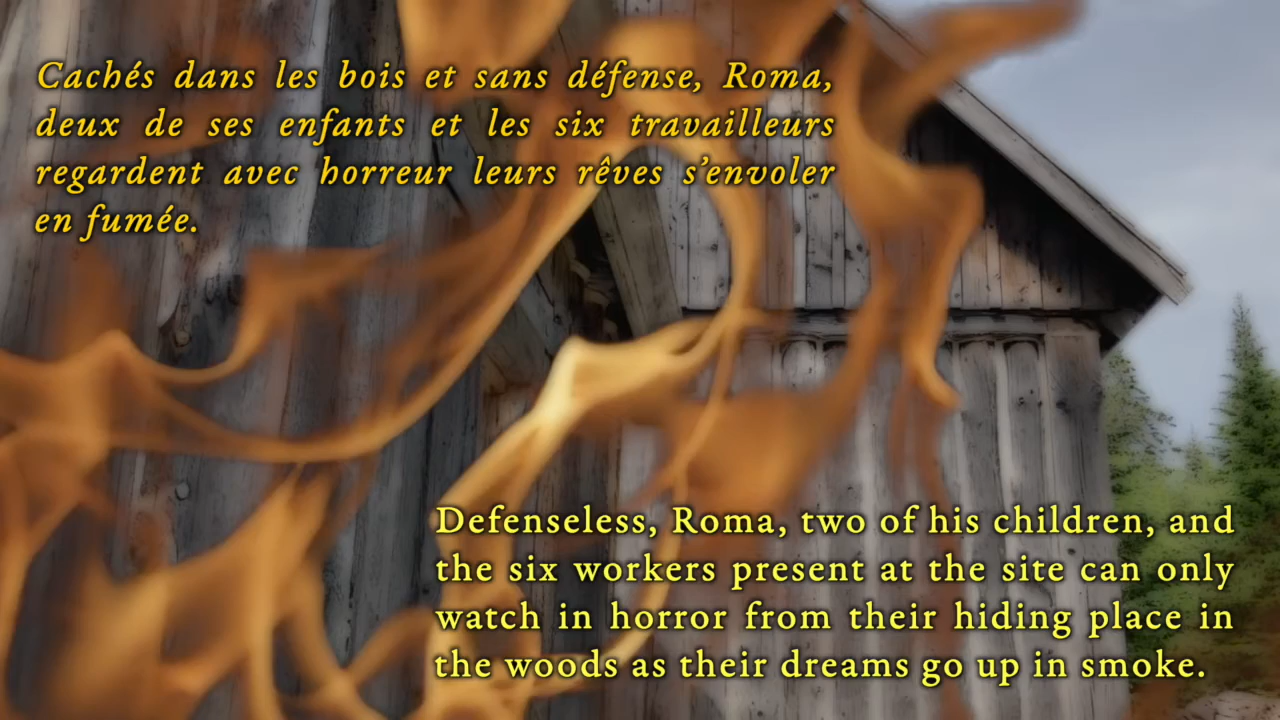 Cachés dans les bois et sans défense, Roma,
deux de ses enfants et les six travailleurs
regardent avec horreur leurs rêves s’envoler
en fumée.
Defenseless, Roma, two of his children, and
the six workers present at the site can only
watch in horror from their hiding place in
the woods as their dreams go up in smoke.